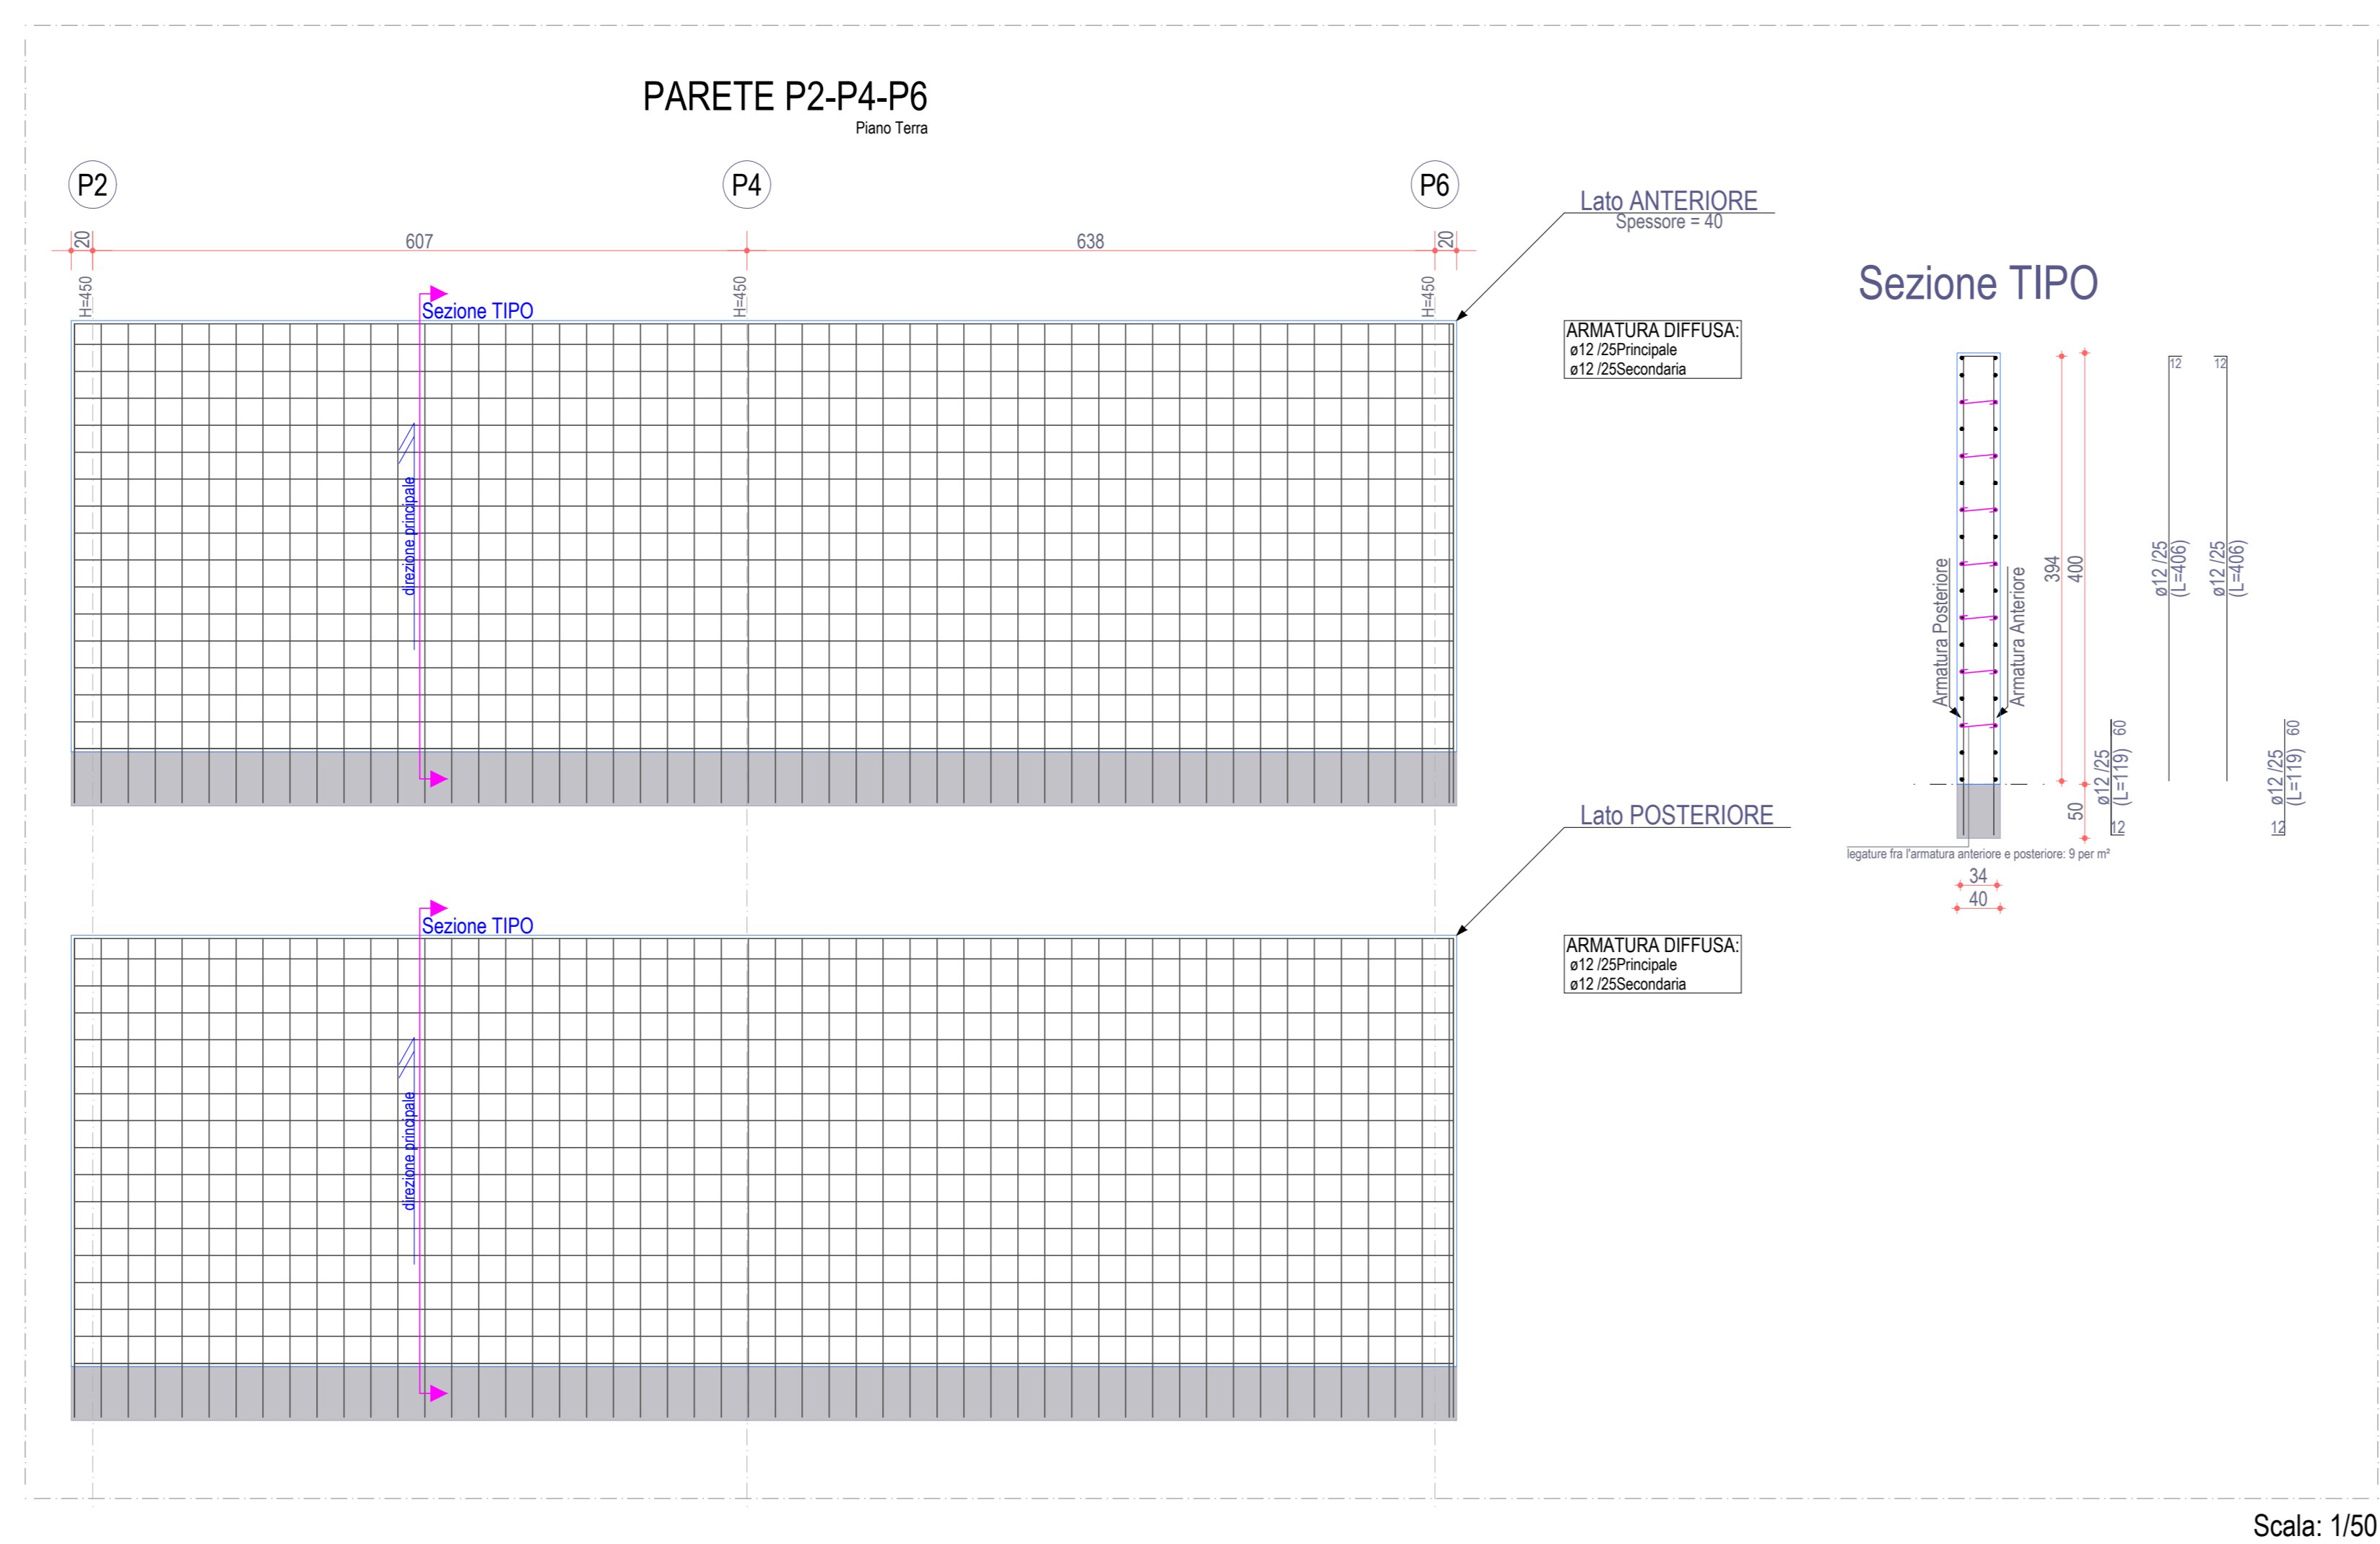 PARETE P2-P4-P6
Piano Terra
P2
P4
P6
20
607
638
20
H=450
H=450
H=450
Sezione TIPO
direzione principale
Lato ANTERIORE
Spessore = 40
ARMATURA DIFFUSA:
ø12 /25Principale
ø12 /25Secondaria
Sezione TIPO
Armatura Posteriore
Armatura Anteriore
394
400
50
12
12
ø12 /25
(L=406)
ø12 /25
(L=406)
60
ø12 /25
(L=119)
12
60
ø12 /25
(L=119)
12
legature fra l'armatura anteriore e posteriore: 9 per m²
34
40
Sezione TIPO
direzione principale
Lato POSTERIORE
ARMATURA DIFFUSA:
ø12 /25Principale
ø12 /25Secondaria
Scala: 1/50